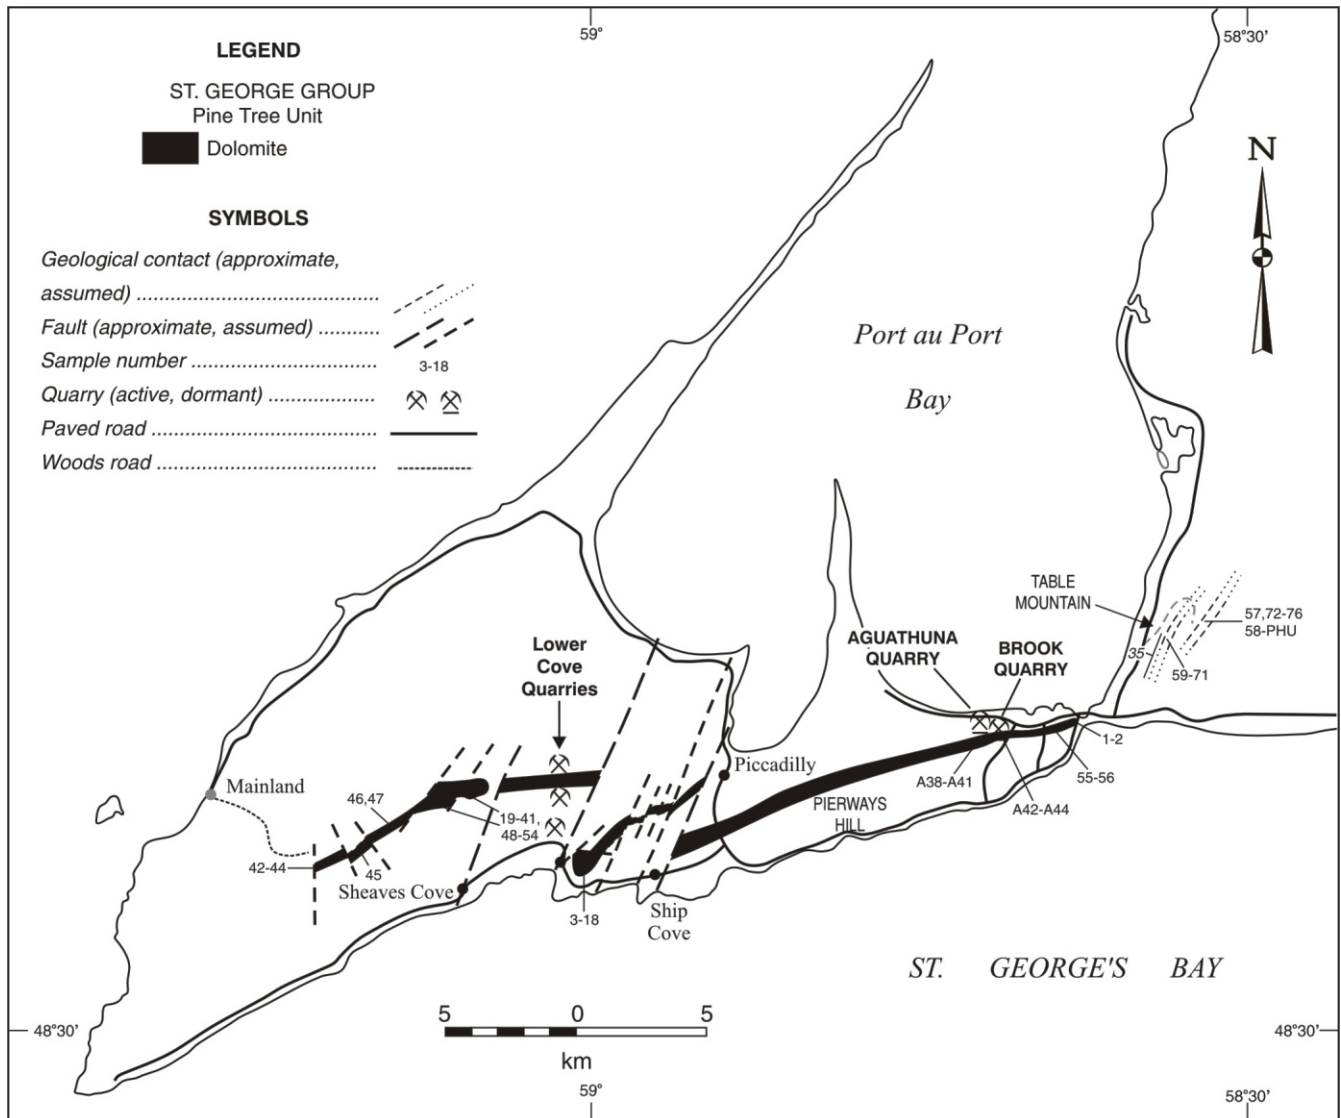 59°
58°30'
LEGEND
ST. GEORGE GROUP
Pine Tree Unit
Dolomite
SYMBOLS
Geological contact (approximate,
assumed) ........................................
Fault (approximate, assumed) ...........
Sample number ...................................
3-18
Quarry (active, dormant) ...................
Paved road .........................................
Woods road ........................................
N
Port au Port
Bay
TABLE
MOUNTAIN
57,72-76
58-PHU
35
59-71
AGUATHUNA
QUARRY
BROOK
QUARRY
Lower
Cove
Quarries
1-2
55-56
A38-A41
A42-A44
Piccadilly
PIERWAYS
HILL
Mainland
46,47
19-41,
48-54
42-44
45
Sheaves Cove
3-18
Ship
Cove
ST. GEORGE'S BAY
5 0 5
km
48°30'
48°30'
59°
58°30'